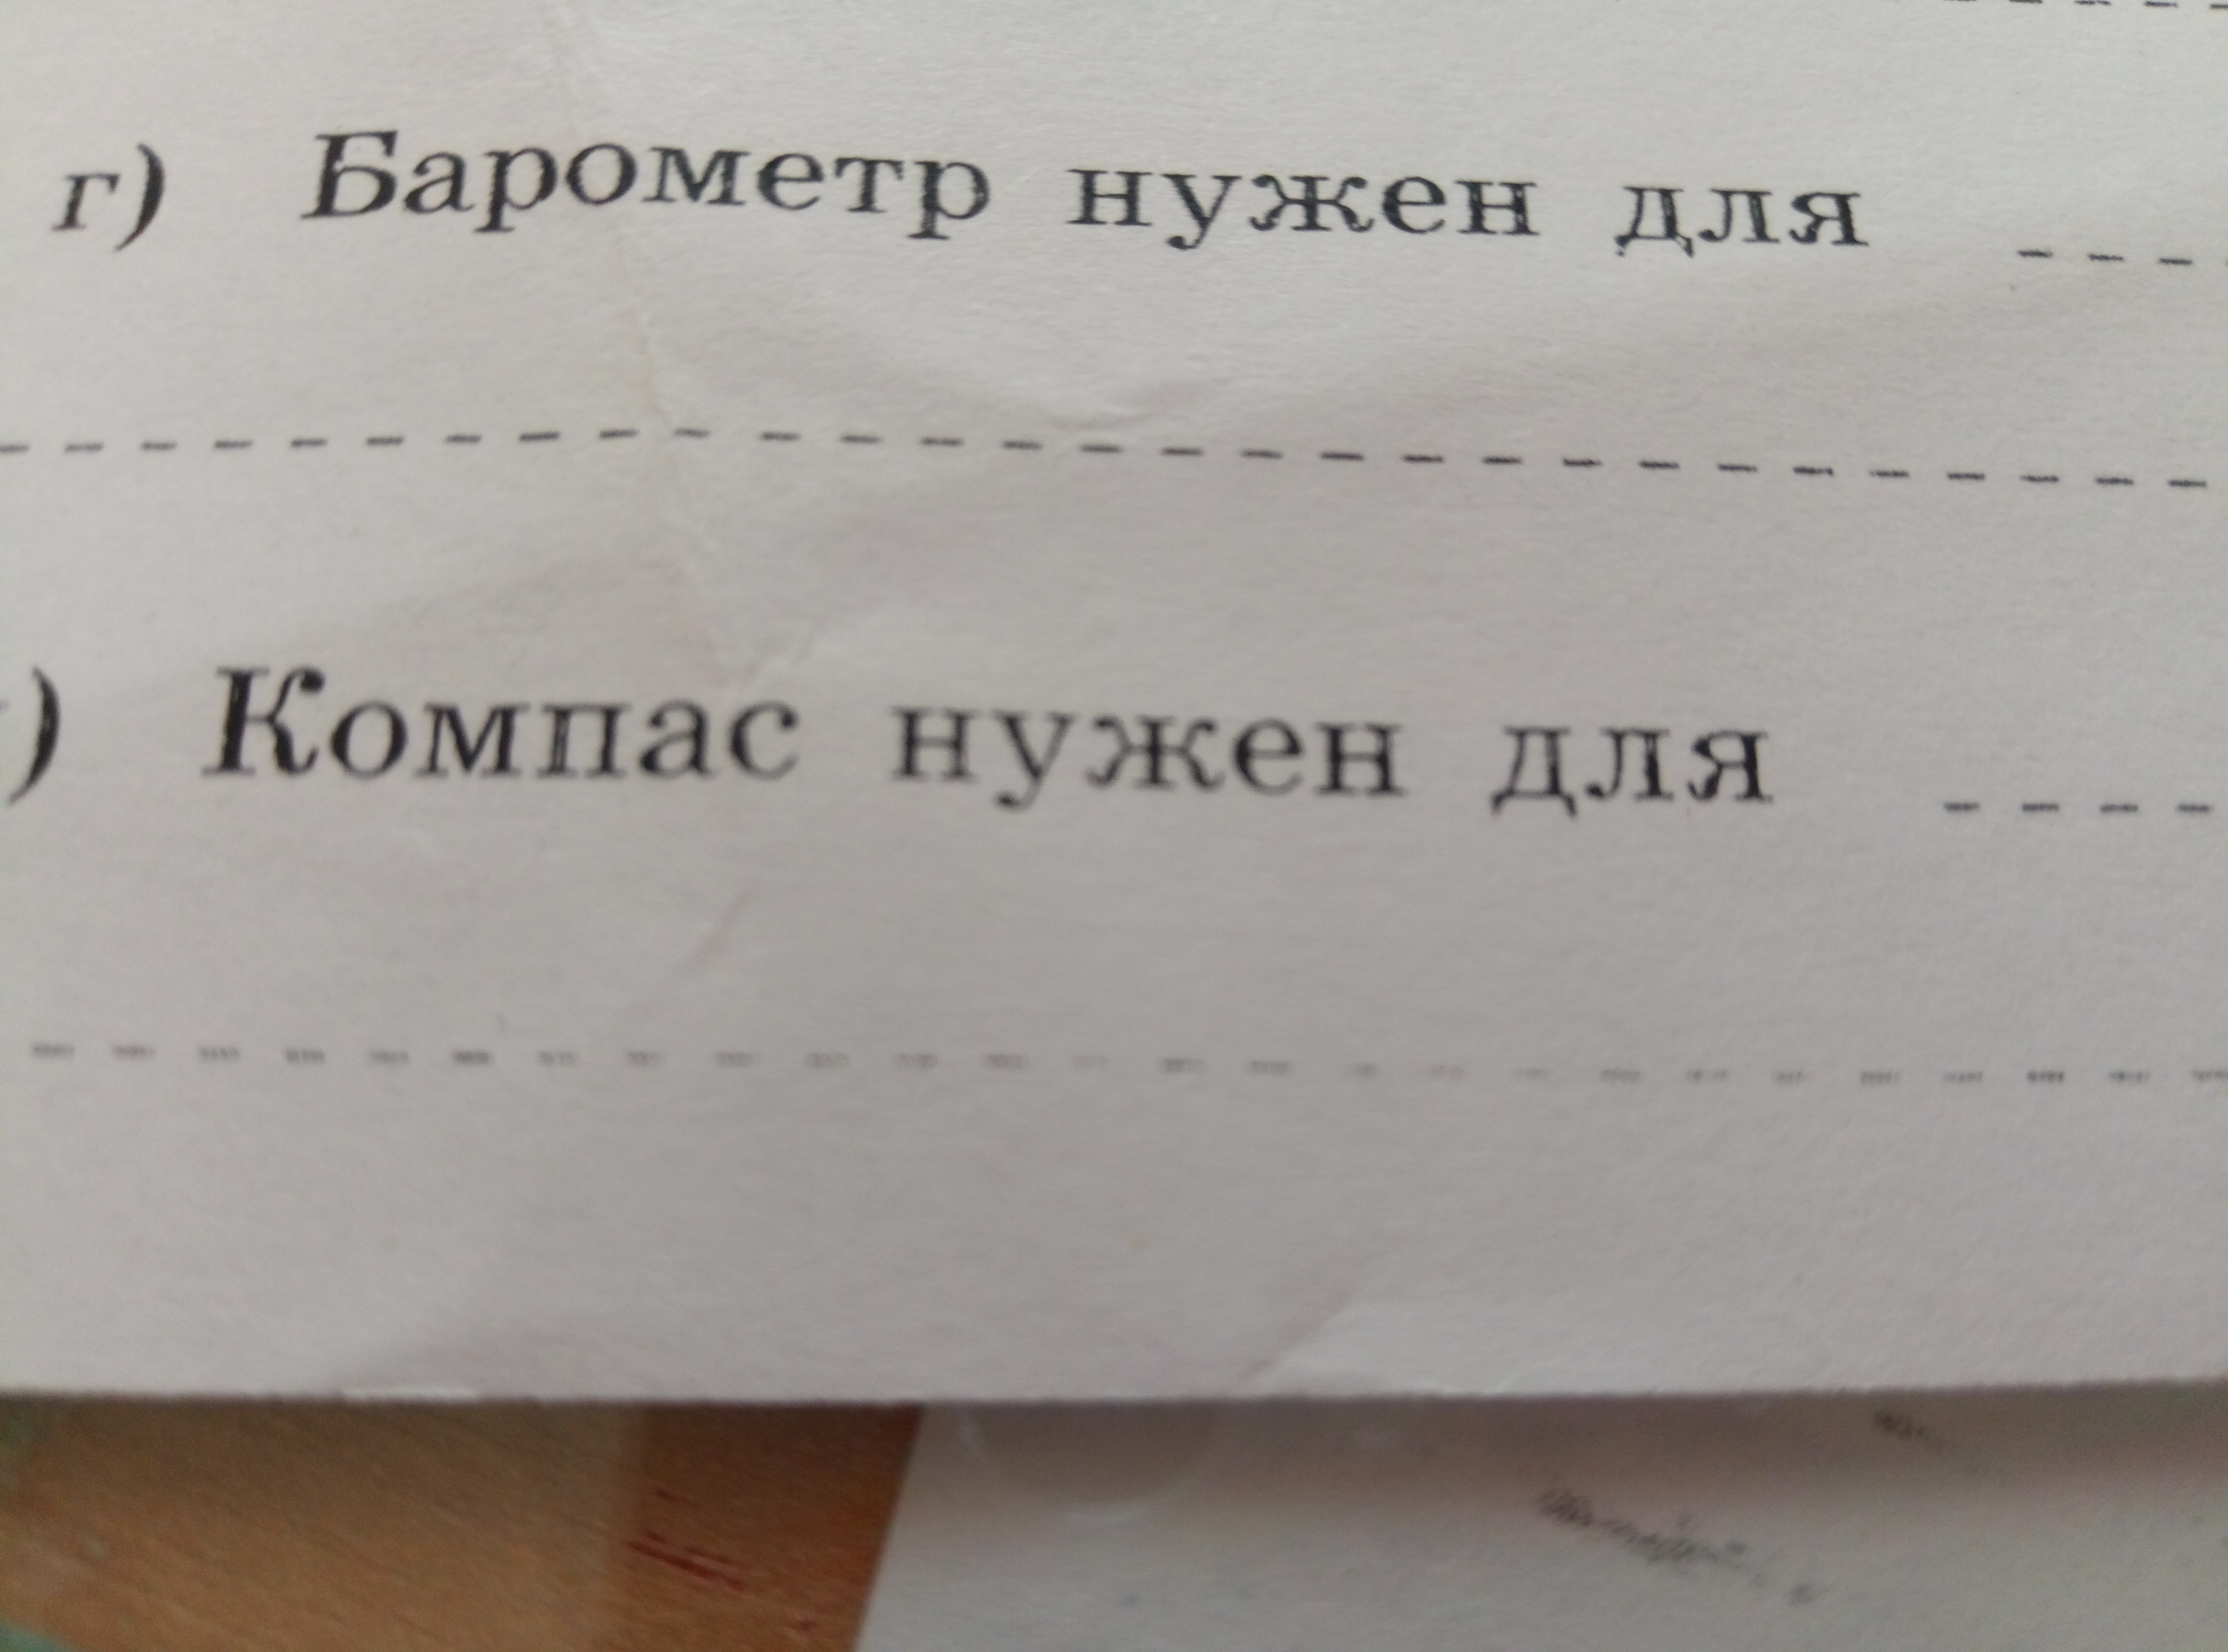 г) Барометр нужен для
) Компас нужен для